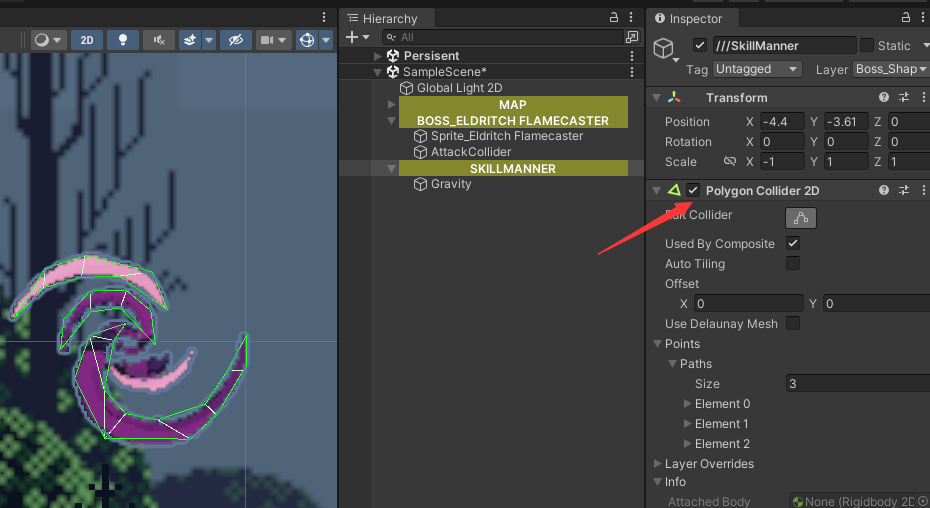 2D
Hierarchy
All
Persisent
SampleScene*
Global Light 2D
MAP
BOSS_ELDRITCH FLAMECASTER
Sprite_Eldritch Flamecaster
AttackCollider
SKILLMANNER
Gravity
Inspector
///SkillManner Static
Tag Untagged Layer Boss_Shap
Transform
Position X -4.4 Y -3.61 Z 0
Rotation X 0 Y 0 Z 0
Scale X -1 Y 1 Z 1
Polygon Collider 2D
Edit Collider
Used By Composite
Auto Tiling
Offset
X 0 Y 0
Use Delaunay Mesh
Points
Paths
Size 3
Element 0
Element 1
Element 2
Layer Overrides
Info
Attached Body None (Rigidbody 2D